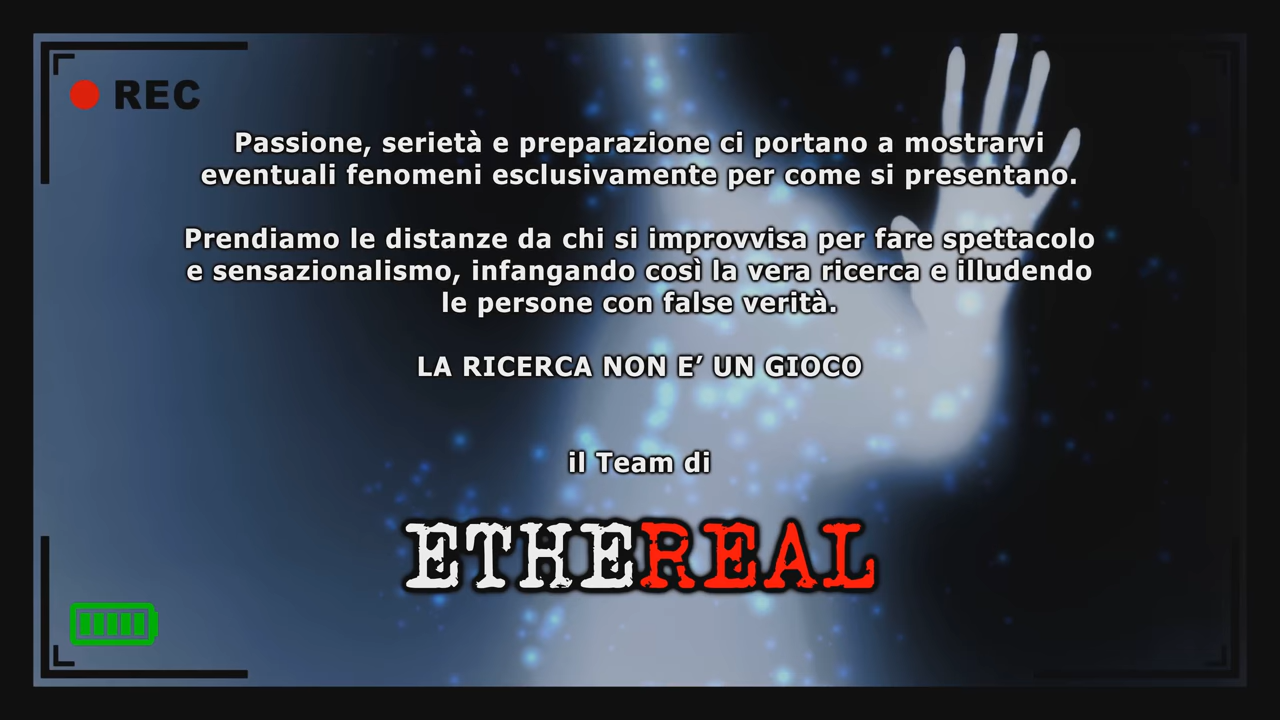 REC
Passione, serietà e preparazione ci portano a mostrarvi
eventuali fenomeni esclusivamente per come si presentano.
Prendiamo le distanze da chi si improvvisa per fare spettacolo
e sensazionalismo, infangando così la vera ricerca e illudendo
le persone con false verità.
LA RICERCA NON E’ UN GIOCO
il Team di
ETHEREAL